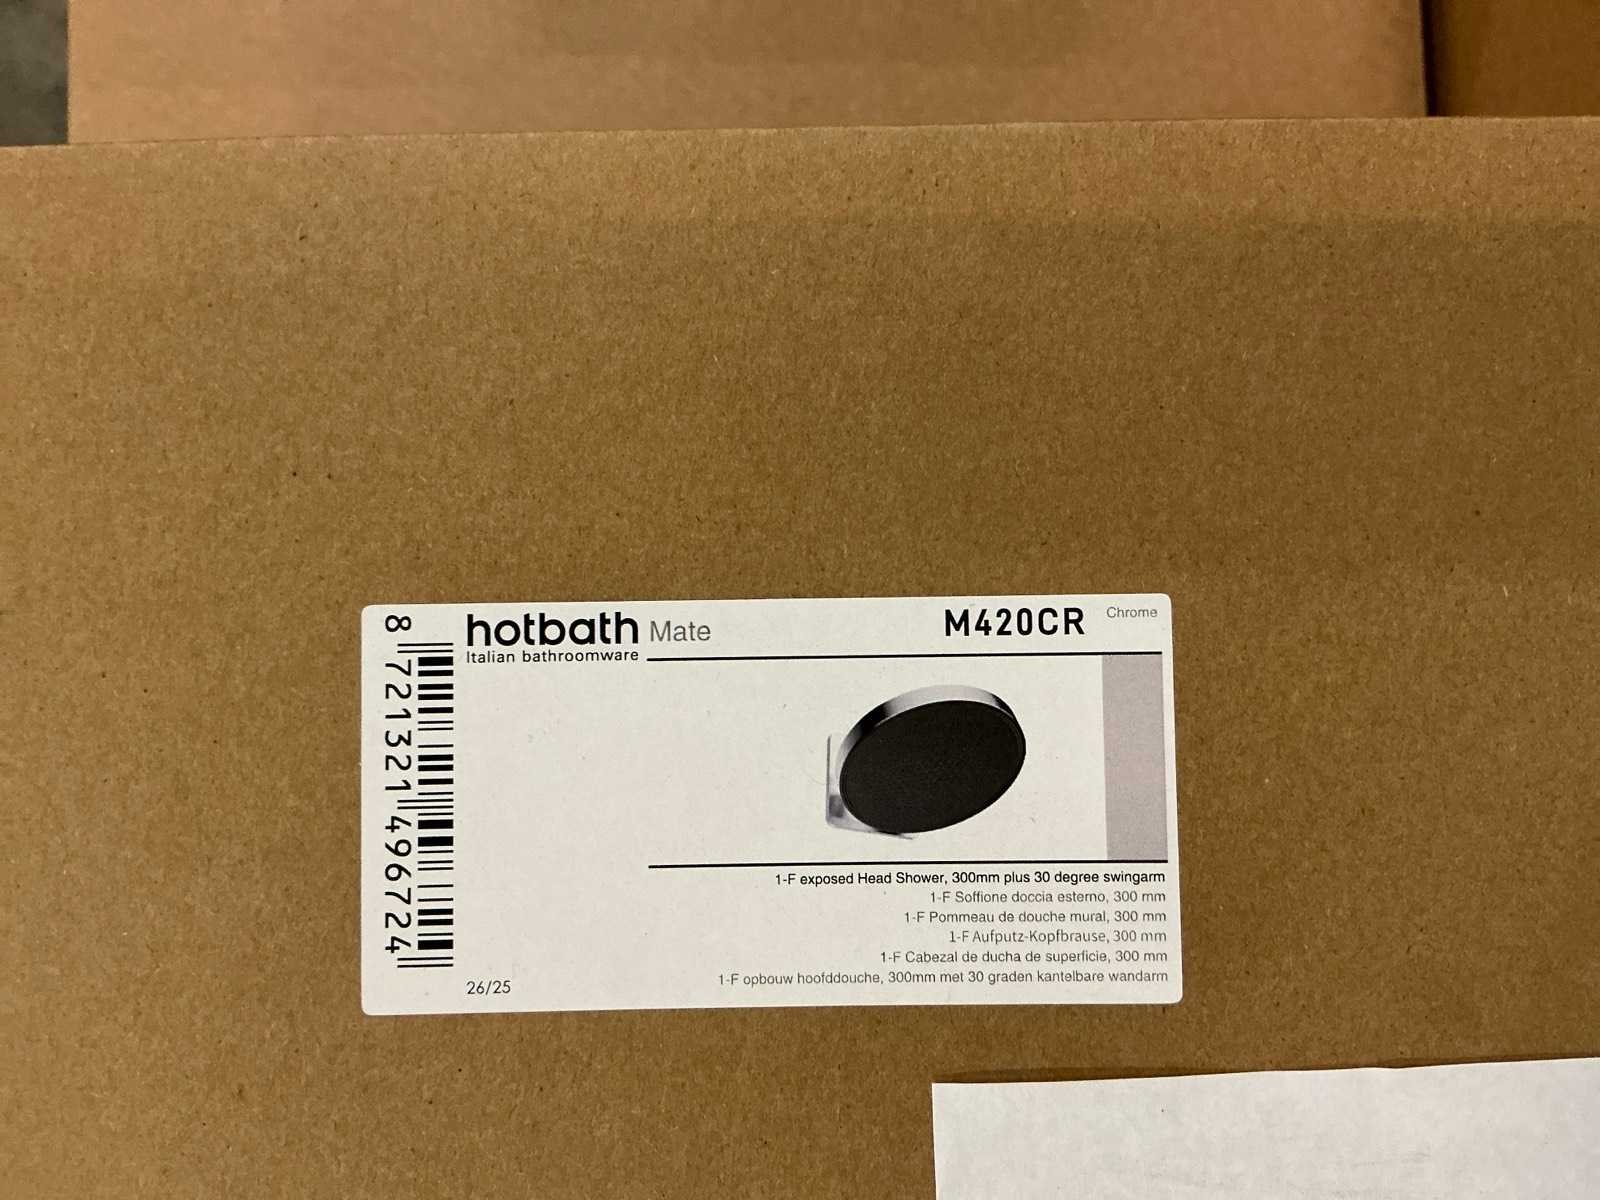 hotbath Mate
Italian bathroomware
M420CR Chrome
8 721321 496724
1-F exposed Head Shower, 300mm plus 30 degree swingarm
1-F Soffione doccia esterno, 300 mm
1-F Pommeau de douche mural, 300 mm
1-F Aufputz-Kopfbrause, 300 mm
1-F Cabezal de ducha de superficie, 300 mm
1-F opbouw hoofddouche, 300mm met 30 graden kantelbare wandarm
26/25